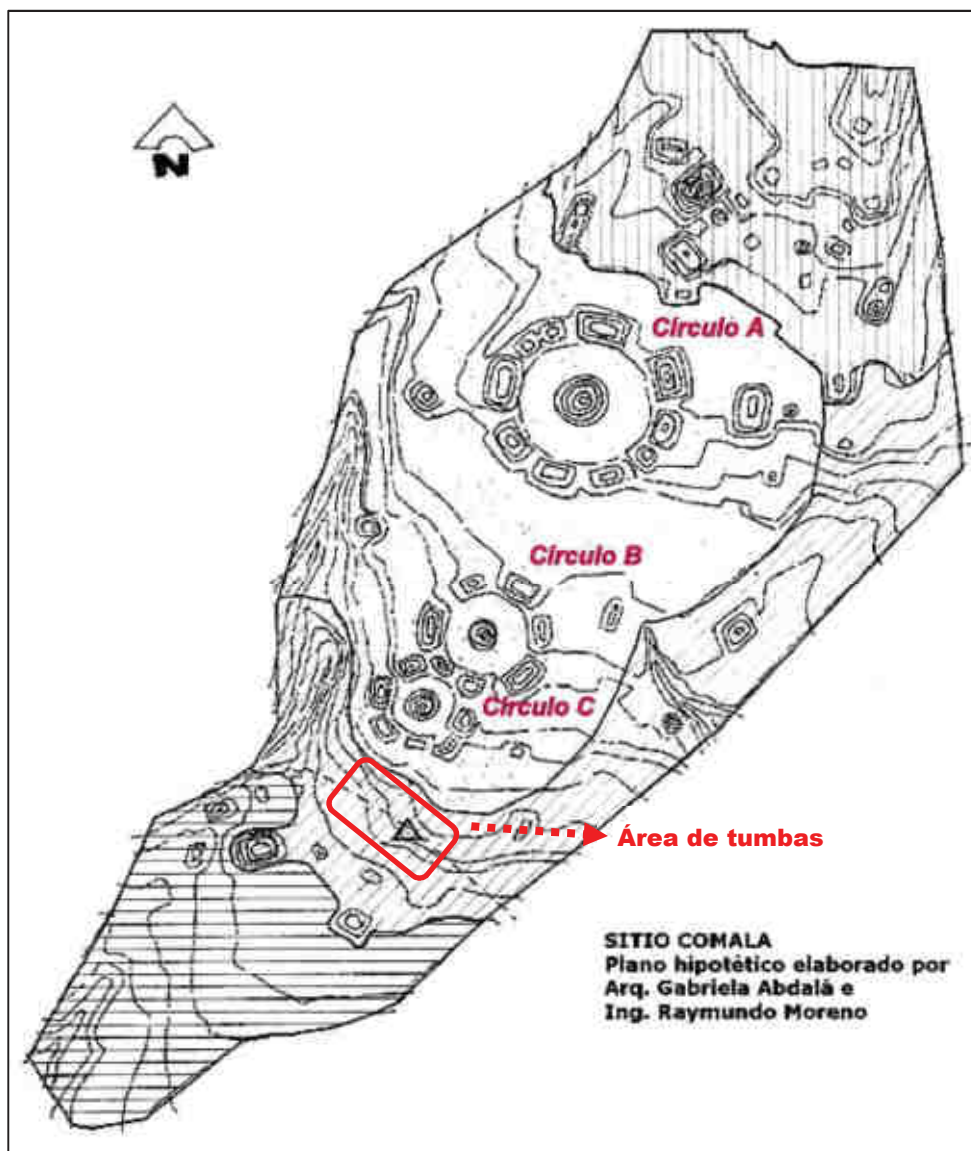 N
Círculo A
Círculo B
Círculo C
Área de tumbas
SITIO COMALA
Plano hipotético elaborado por
Arq. Gabriela Abdalá e
Ing. Raymundo Moreno